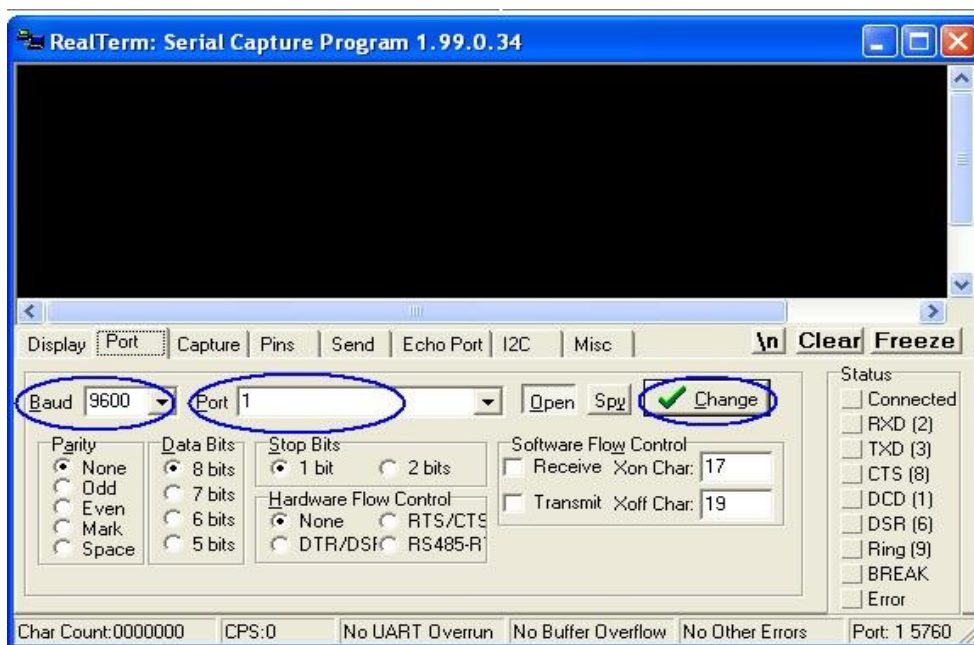 RealTerm: Serial Capture Program 1.99.0.34
Display Port Capture Pins Send Echo Port I2C Misc \n Clear Freeze
Baud 9600 Port 1 Open Spy Change
Status
Connected
RXD (2)
TXD (3)
CTS (8)
DCD (1)
DSR (6)
Ring (9)
BREAK
Error
Parity
None
Odd
Even
Mark
Space
Data Bits
8 bits
7 bits
6 bits
5 bits
Stop Bits
1 bit 2 bits
Hardware Flow Control
None RTS/CTS
DTR/DSR RS485-R
Software Flow Control
Receive Xon Char: 17
Transmit Xoff Char: 19
Char Count:0000000 CPS:0 No UART Overrun No Buffer Overflow No Other Errors Port: 1 5760